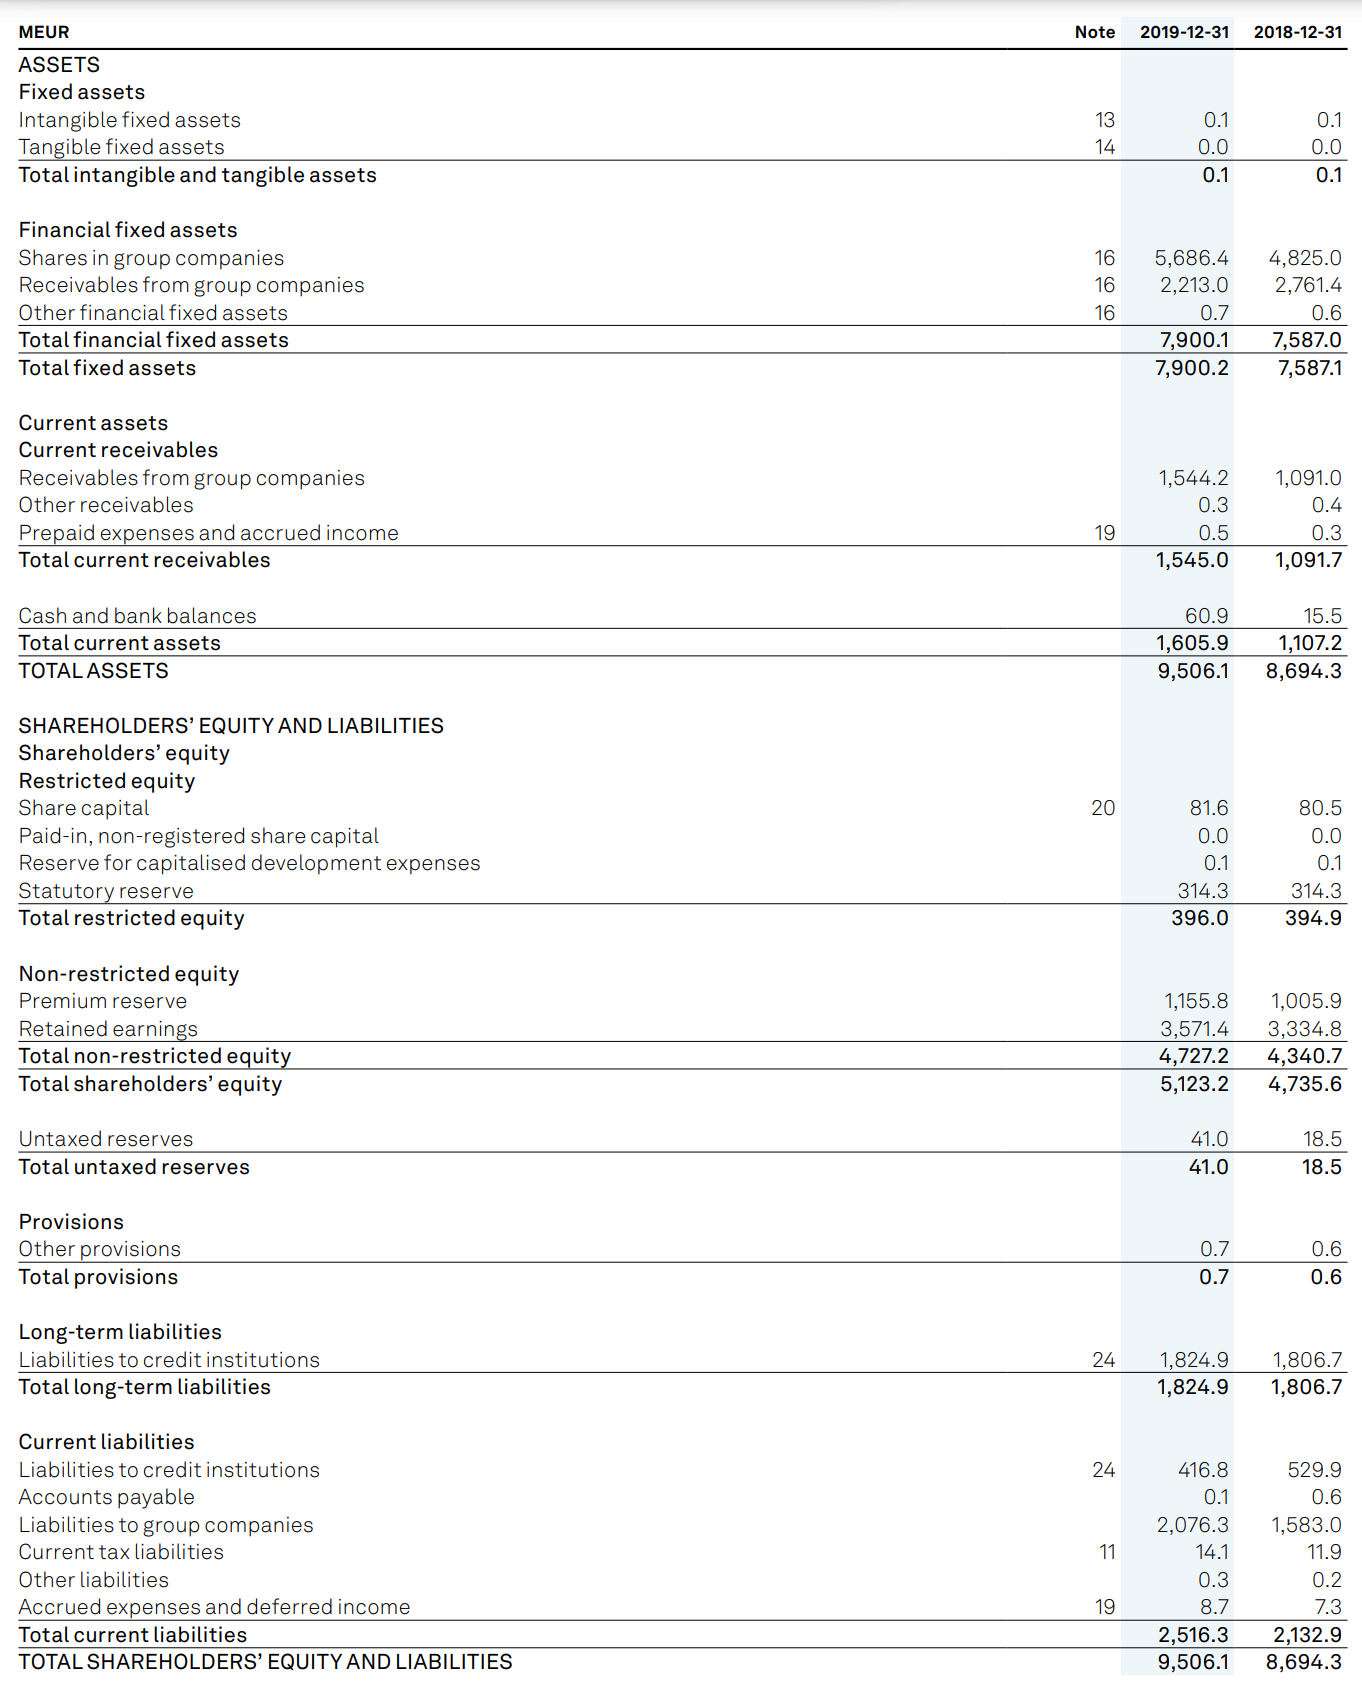 MEUR Note 2019-12-31 2018-12-31
ASSETS
Fixed assets
Intangible fixed assets 13 0.1 0.1
Tangible fixed assets 14 0.0 0.0
Total intangible and tangible assets 0.1 0.1
Financial fixed assets
Shares in group companies 16 5,686.4 4,825.0
Receivables from group companies 16 2,213.0 2,761.4
Other financial fixed assets 16 0.7 0.6
Total financial fixed assets 7,900.1 7,587.0
Total fixed assets 7,900.2 7,587.1
Current assets
Current receivables
Receivables from group companies 1,544.2 1,091.0
Other receivables 0.3 0.4
Prepaid expenses and accrued income 19 0.5 0.3
Total current receivables 1,545.0 1,091.7
Cash and bank balances 60.9 15.5
Total current assets 1,605.9 1,107.2
TOTAL ASSETS 9,506.1 8,694.3
SHAREHOLDERS’ EQUITY AND LIABILITIES
Shareholders’ equity
Restricted equity
Share capital 20 81.6 80.5
Paid-in, non-registered share capital 0.0 0.0
Reserve for capitalised development expenses 0.1 0.1
Statutory reserve 314.3 314.3
Total restricted equity 396.0 394.9
Non-restricted equity
Premium reserve 1,155.8 1,005.9
Retained earnings 3,571.4 3,334.8
Total non-restricted equity 4,727.2 4,340.7
Total shareholders’ equity 5,123.2 4,735.6
Untaxed reserves 41.0 18.5
Total untaxed reserves 41.0 18.5
Provisions
Other provisions 0.7 0.6
Total provisions 0.7 0.6
Long-term liabilities
Liabilities to credit institutions 24 1,824.9 1,806.7
Total long-term liabilities 1,824.9 1,806.7
Current liabilities
Liabilities to credit institutions 24 416.8 529.9
Accounts payable 0.1 0.6
Liabilities to group companies 2,076.3 1,583.0
Current tax liabilities 11 14.1 11.9
Other liabilities 0.3 0.2
Accrued expenses and deferred income 19 8.7 7.3
Total current liabilities 2,516.3 2,132.9
TOTAL SHAREHOLDERS’ EQUITY AND LIABILITIES 9,506.1 8,694.3